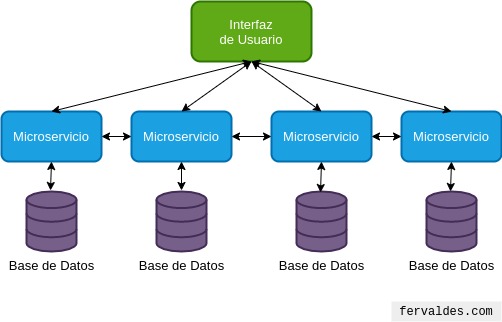 Interfaz
de Usuario
Microservicio
Microservicio
Microservicio
Microservicio
Base de Datos
Base de Datos
Base de Datos
Base de Datos
fervaldes.com